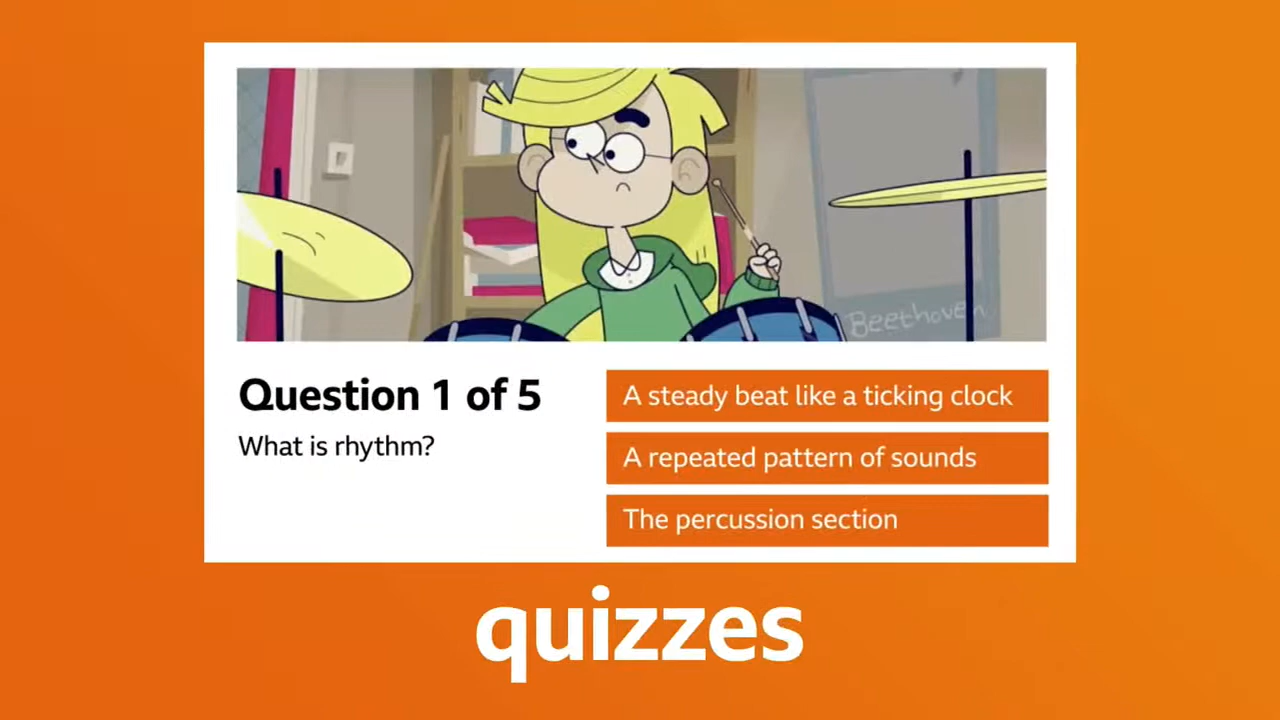 Beethoven
Question 1 of 5
What is rhythm?
A steady beat like a ticking clock
A repeated pattern of sounds
The percussion section
quizzes